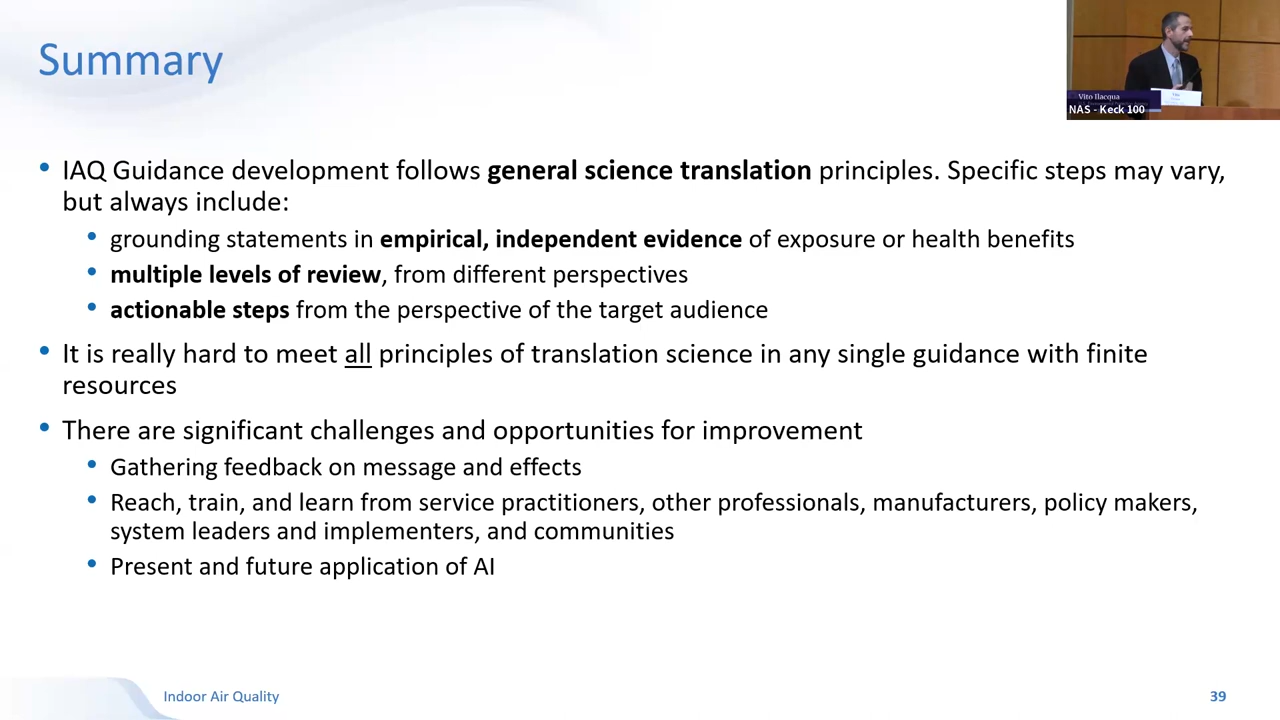 Summary
Vito Ilacqua
NAS - Keck 100
• IAQ Guidance development follows general science translation principles. Specific steps may vary,
but always include:
• grounding statements in empirical, independent evidence of exposure or health benefits
• multiple levels of review, from different perspectives
• actionable steps from the perspective of the target audience
• It is really hard to meet all principles of translation science in any single guidance with finite
resources
• There are significant challenges and opportunities for improvement
• Gathering feedback on message and effects
• Reach, train, and learn from service practitioners, other professionals, manufacturers, policy makers,
system leaders and implementers, and communities
• Present and future application of AI
Indoor Air Quality
39